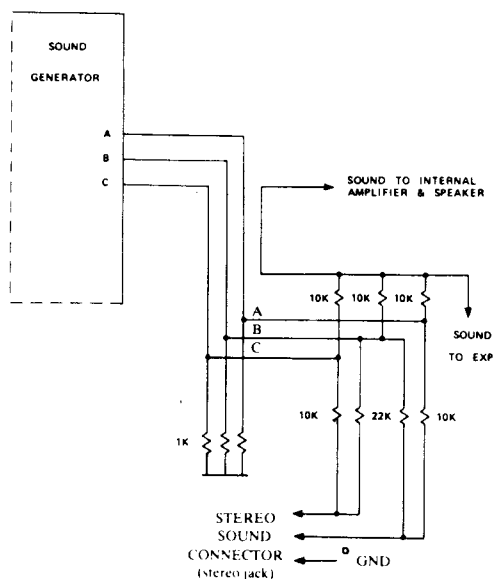 SOUND
GENERATOR
A
B
C
SOUND TO INTERNAL
AMPLIFIER & SPEAKER
10K 10K 10K
A
B
C
SOUND
TO EXP
10K 22K 10K
1K
STEREO
SOUND
CONNECTOR GND
(stereo jack)